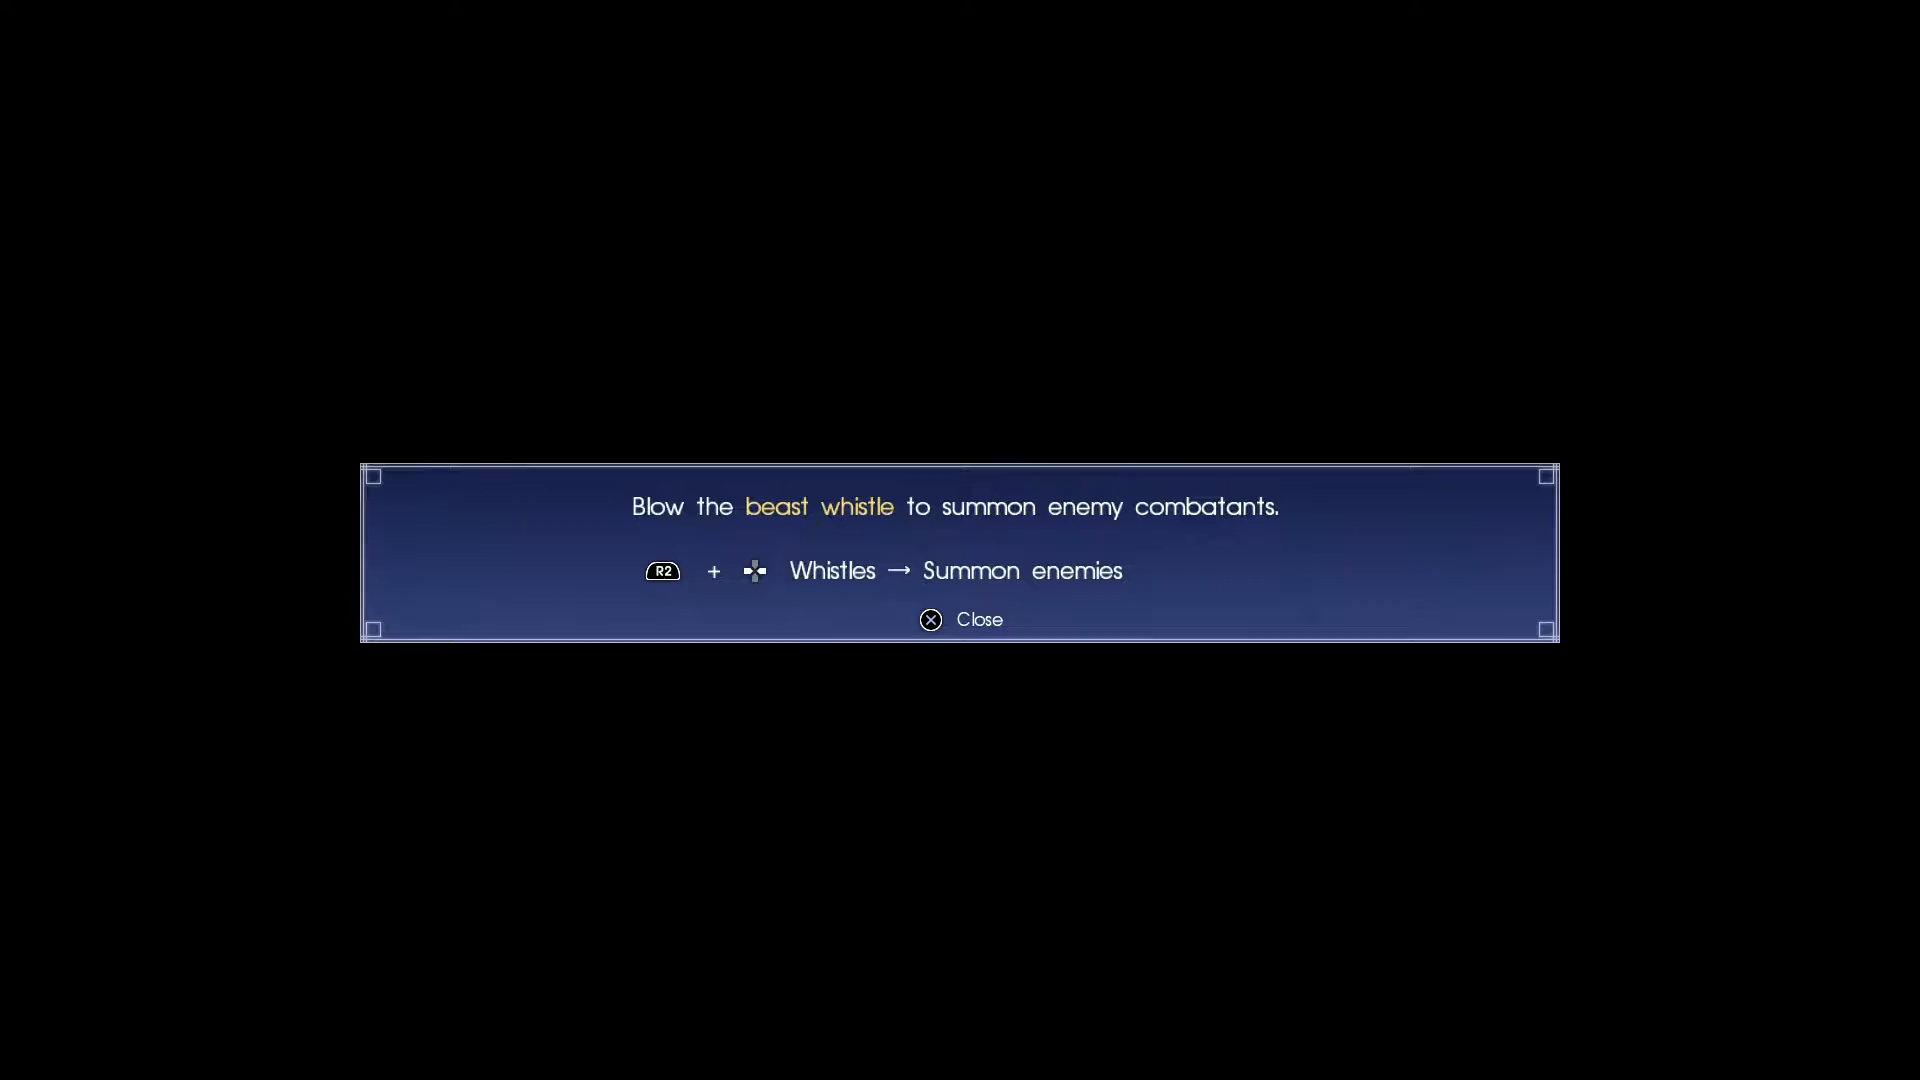 Blow the beast whistle to summon enemy combatants.
R2 + Whistles → Summon enemies
Close